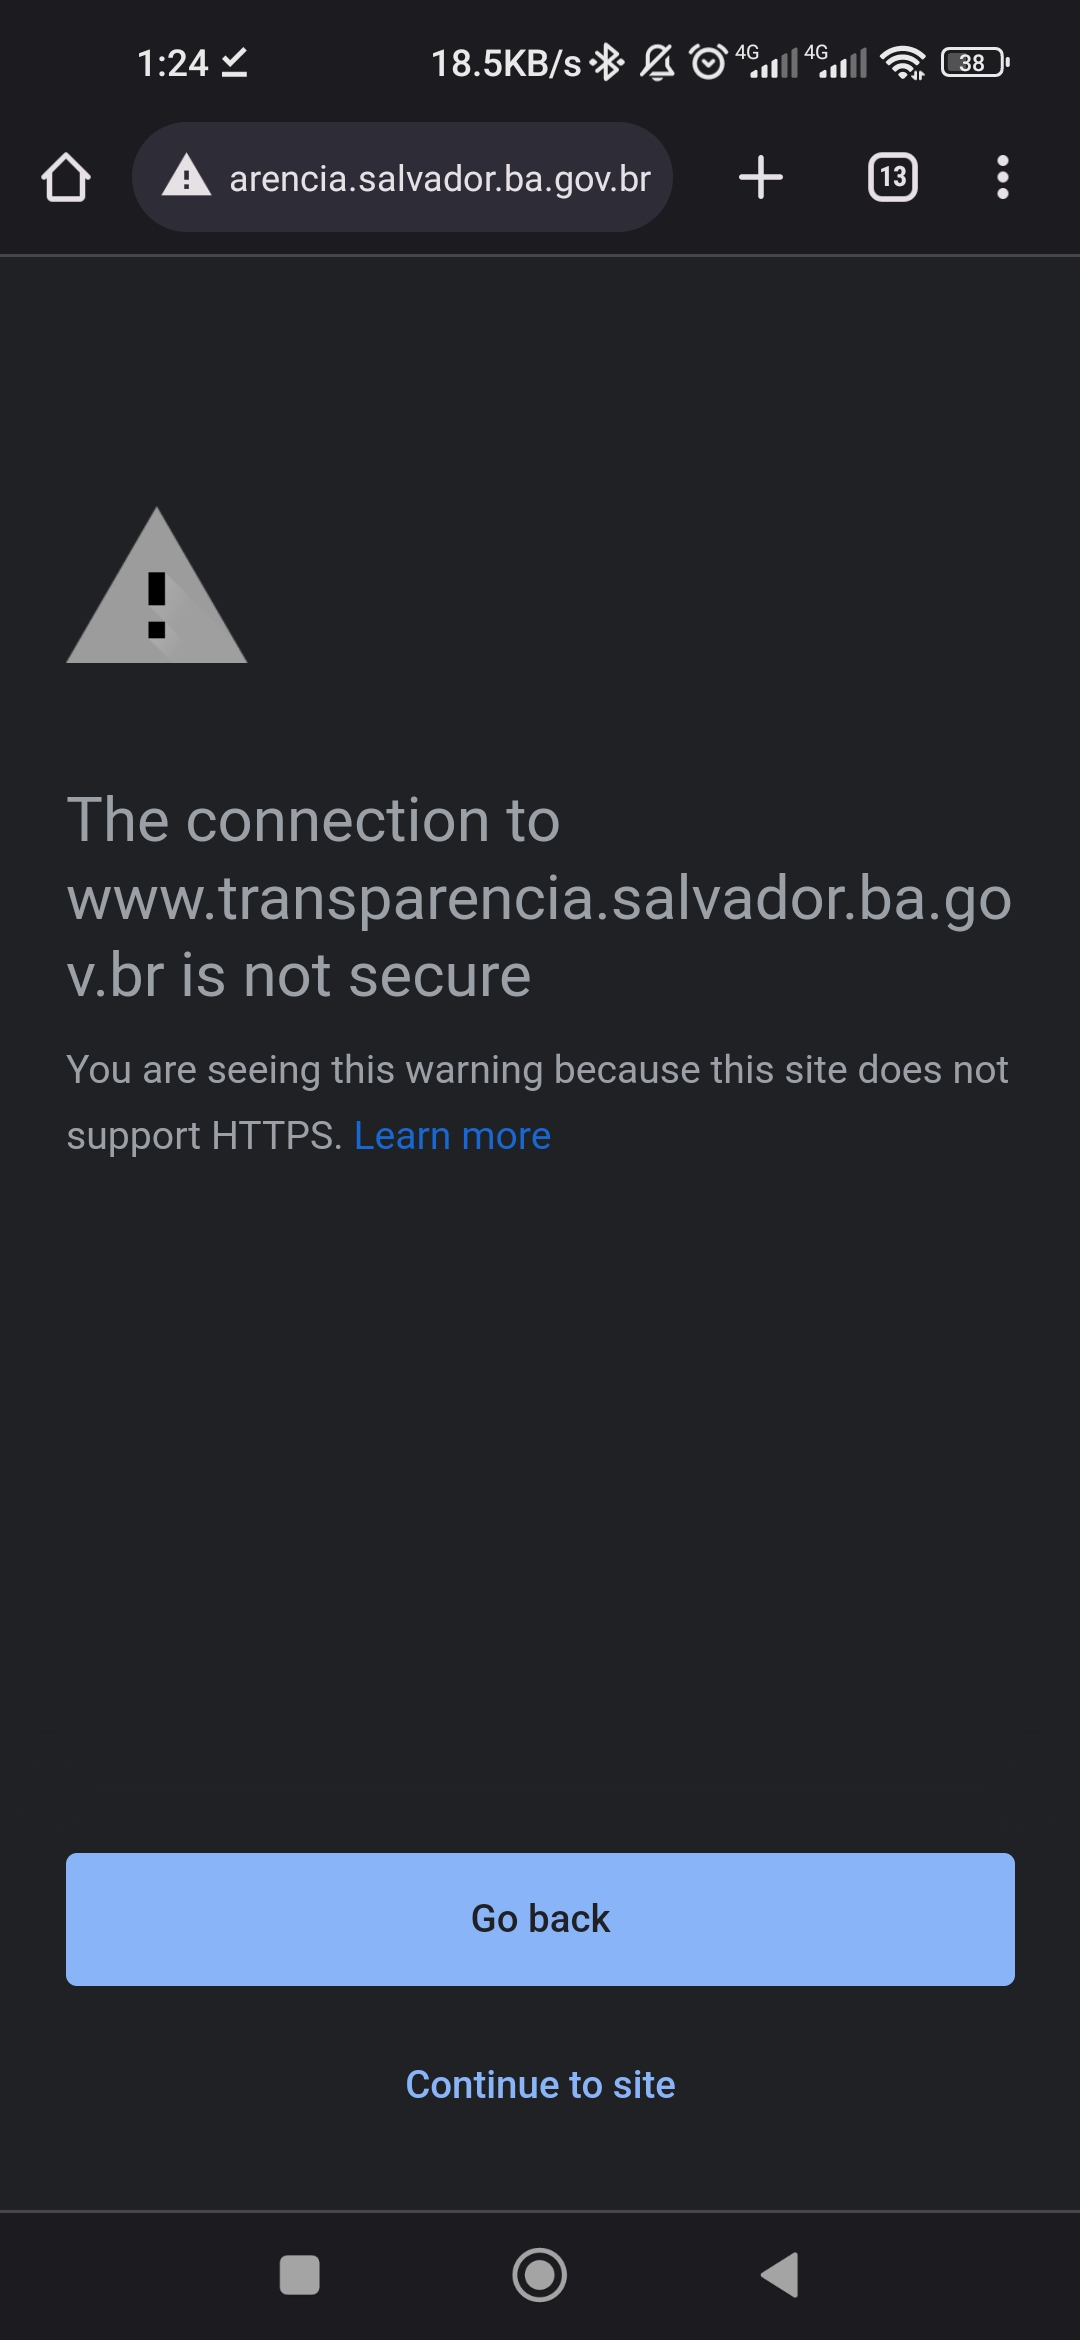 1:24 18.5KB/s 4G 4G 38
arencia.salvador.ba.gov.br 13
The connection to
www.transparencia.salvador.ba.go
v.br is not secure
You are seeing this warning because this site does not
support HTTPS. Learn more
Go back
Continue to site